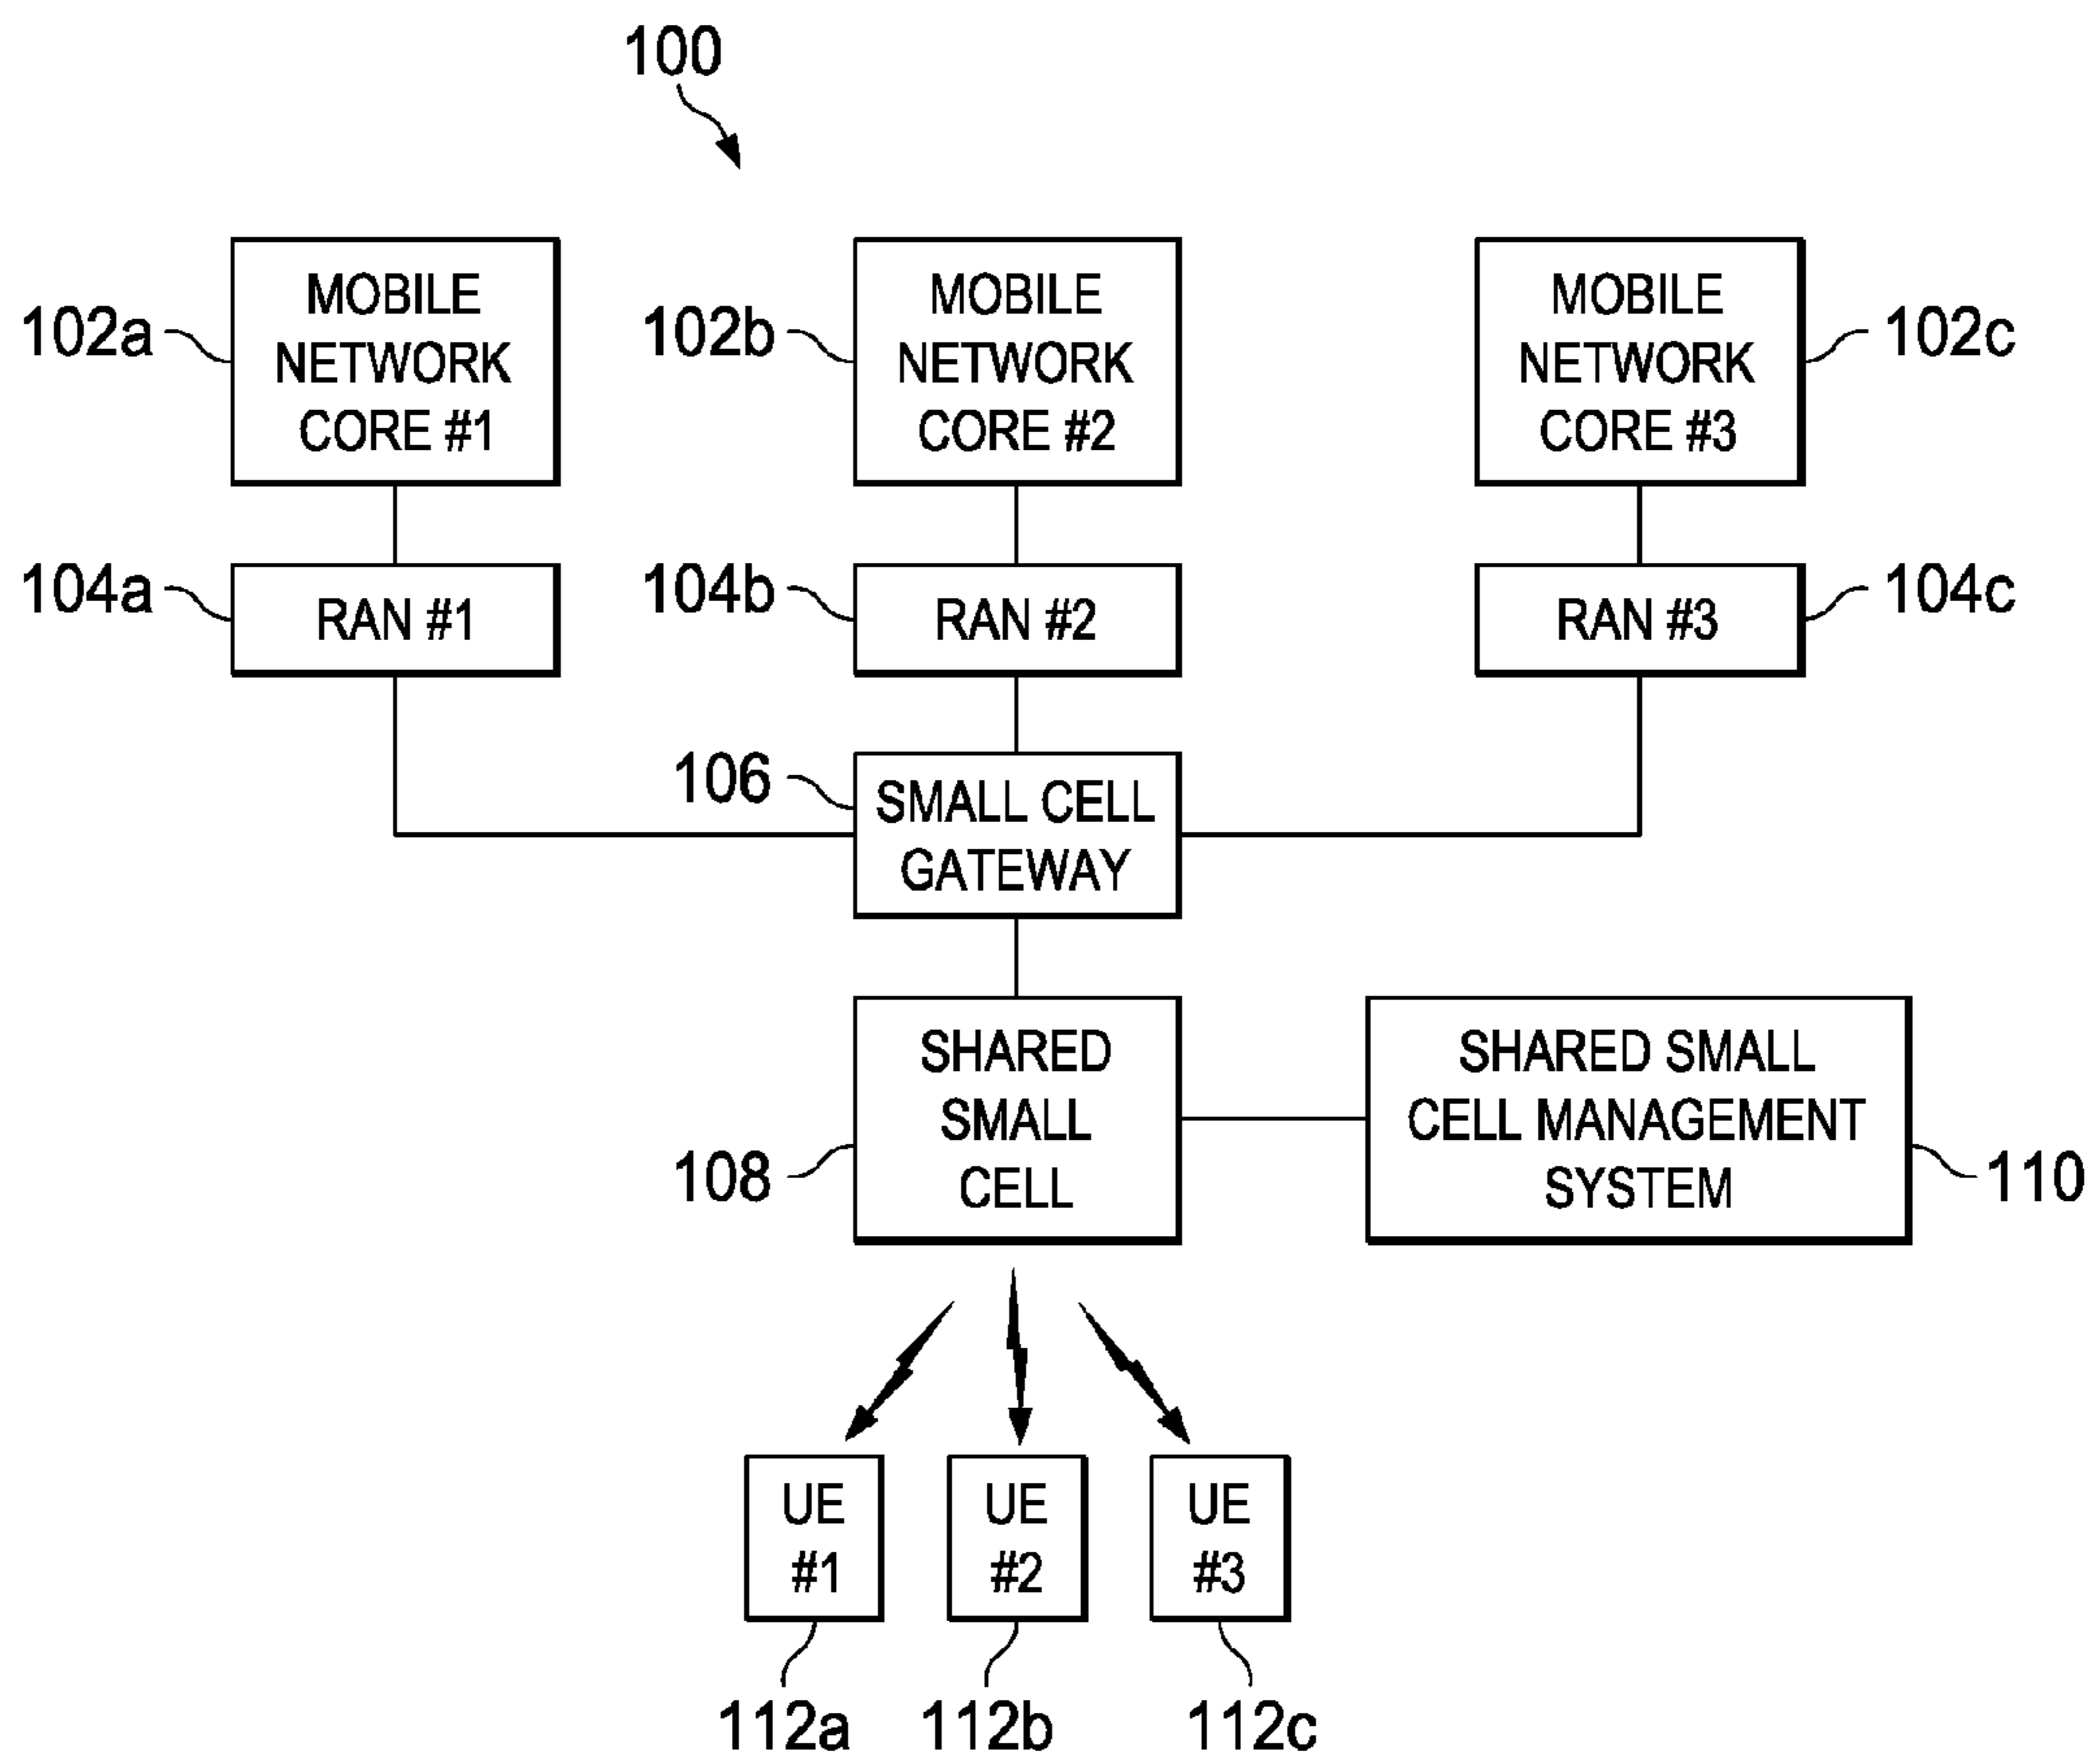 100
102a
MOBILE
NETWORK
CORE #1
102b
MOBILE
NETWORK
CORE #2
MOBILE
NETWORK
CORE #3
102c
104a
RAN #1
104b
RAN #2
RAN #3
104c
106
SMALL CELL
GATEWAY
108
SHARED
SMALL
CELL
SHARED SMALL
CELL MANAGEMENT
SYSTEM
110
UE
#1
UE
#2
UE
#3
112a
112b
112c